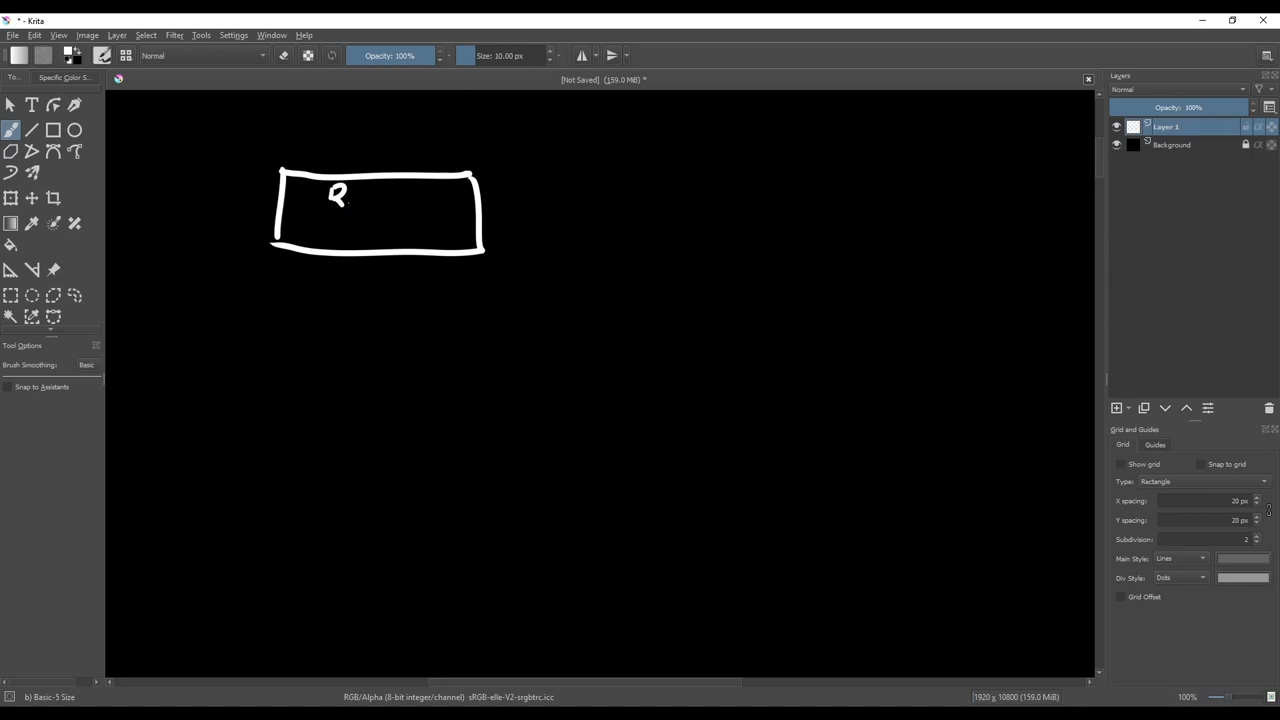 * - Krita
File Edit View Image Layer Select Filter Tools Settings Window Help
Normal Opacity: 100% Size: 10.00 px
To... Specific Color S... [Not Saved] (159.0 MiB) *
R
Tool Options
Brush Smoothing: Basic
Snap to Assistants
Layers
Normal
Opacity: 100%
Layer 1
Background
Grid and Guides
Grid Guides
Show grid Snap to grid
Type: Rectangle
X spacing: 20 px
Y spacing: 20 px
Subdivision: 2
Main Style: Lines
Div Style: Dots
Grid Offset
b) Basic-5 Size RGB/Alpha (8-bit integer/channel) sRGB-elle-V2-srgbtrc.icc 1920 x 10800 (159.0 MiB) 100%